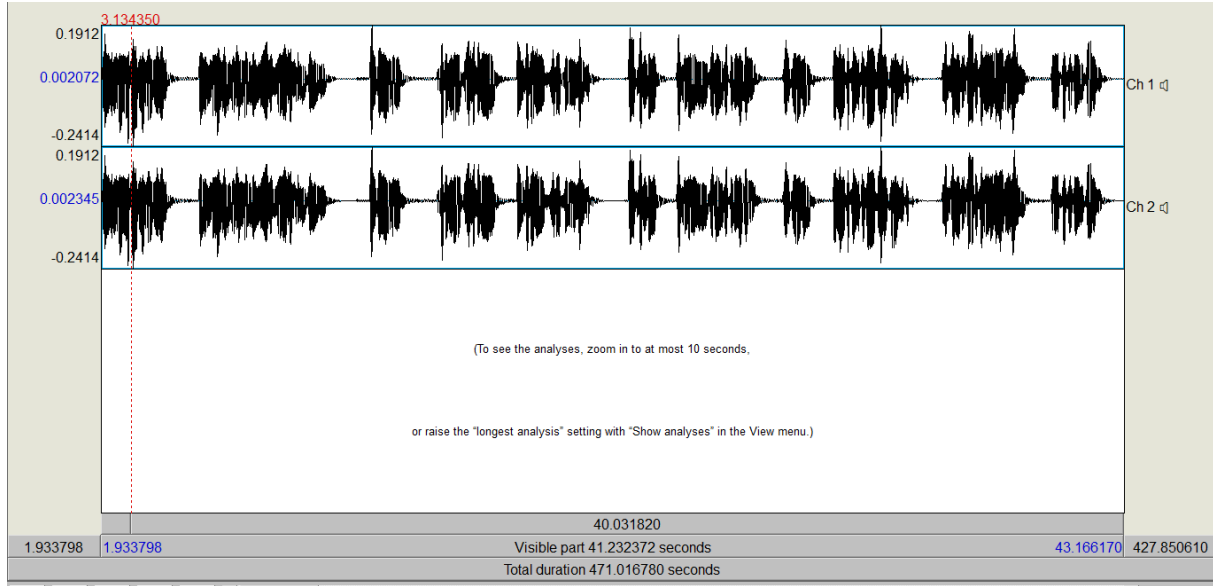 3.134350
0.1912
0.002072
-0.2414
Ch 1
0.1912
0.002345
-0.2414
Ch 2
(To see the analyses, zoom in to at most 10 seconds,
or raise the “longest analysis” setting with “Show analyses” in the View menu.)
40.031820
1.933798 1.933798 Visible part 41.232372 seconds 43.166170 427.850610
Total duration 471.016780 seconds